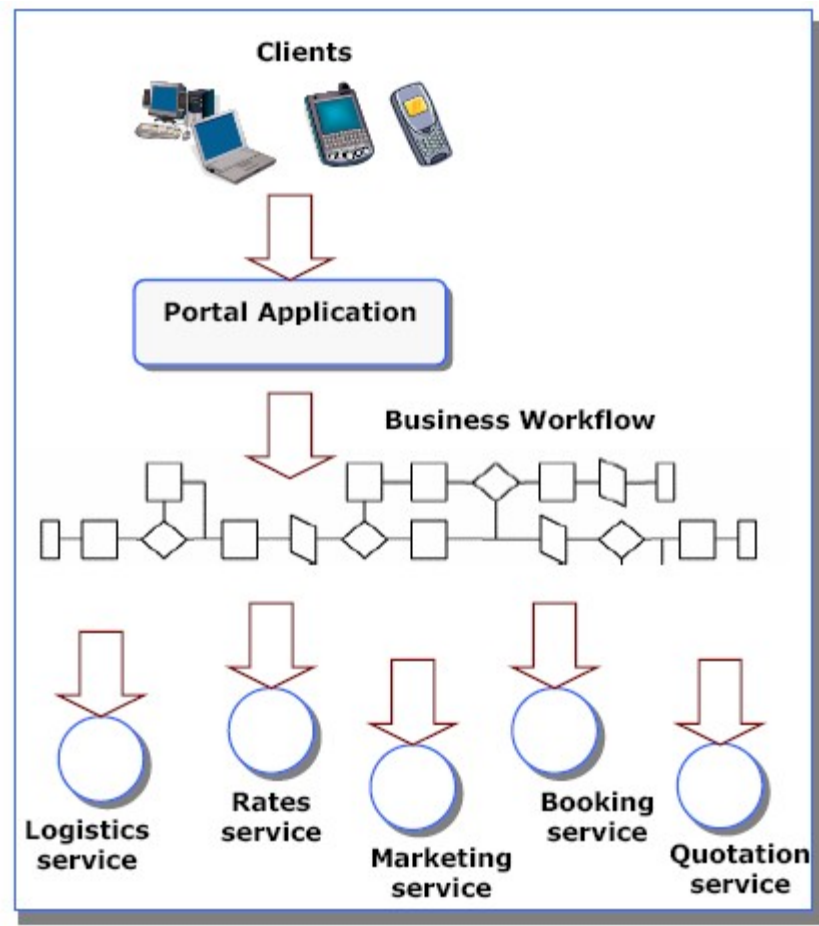 Clients
Portal Application
Business Workflow
Logistics
service
Rates
service
Marketing
service
Booking
service
Quotation
service